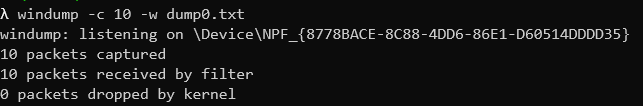 λ windump -c 10 -w dump0.txt
windump: listening on \Device\NPF_{8778BACE-8C88-4DD6-86E1-D60514DDDD35}
10 packets captured
10 packets received by filter
0 packets dropped by kernel